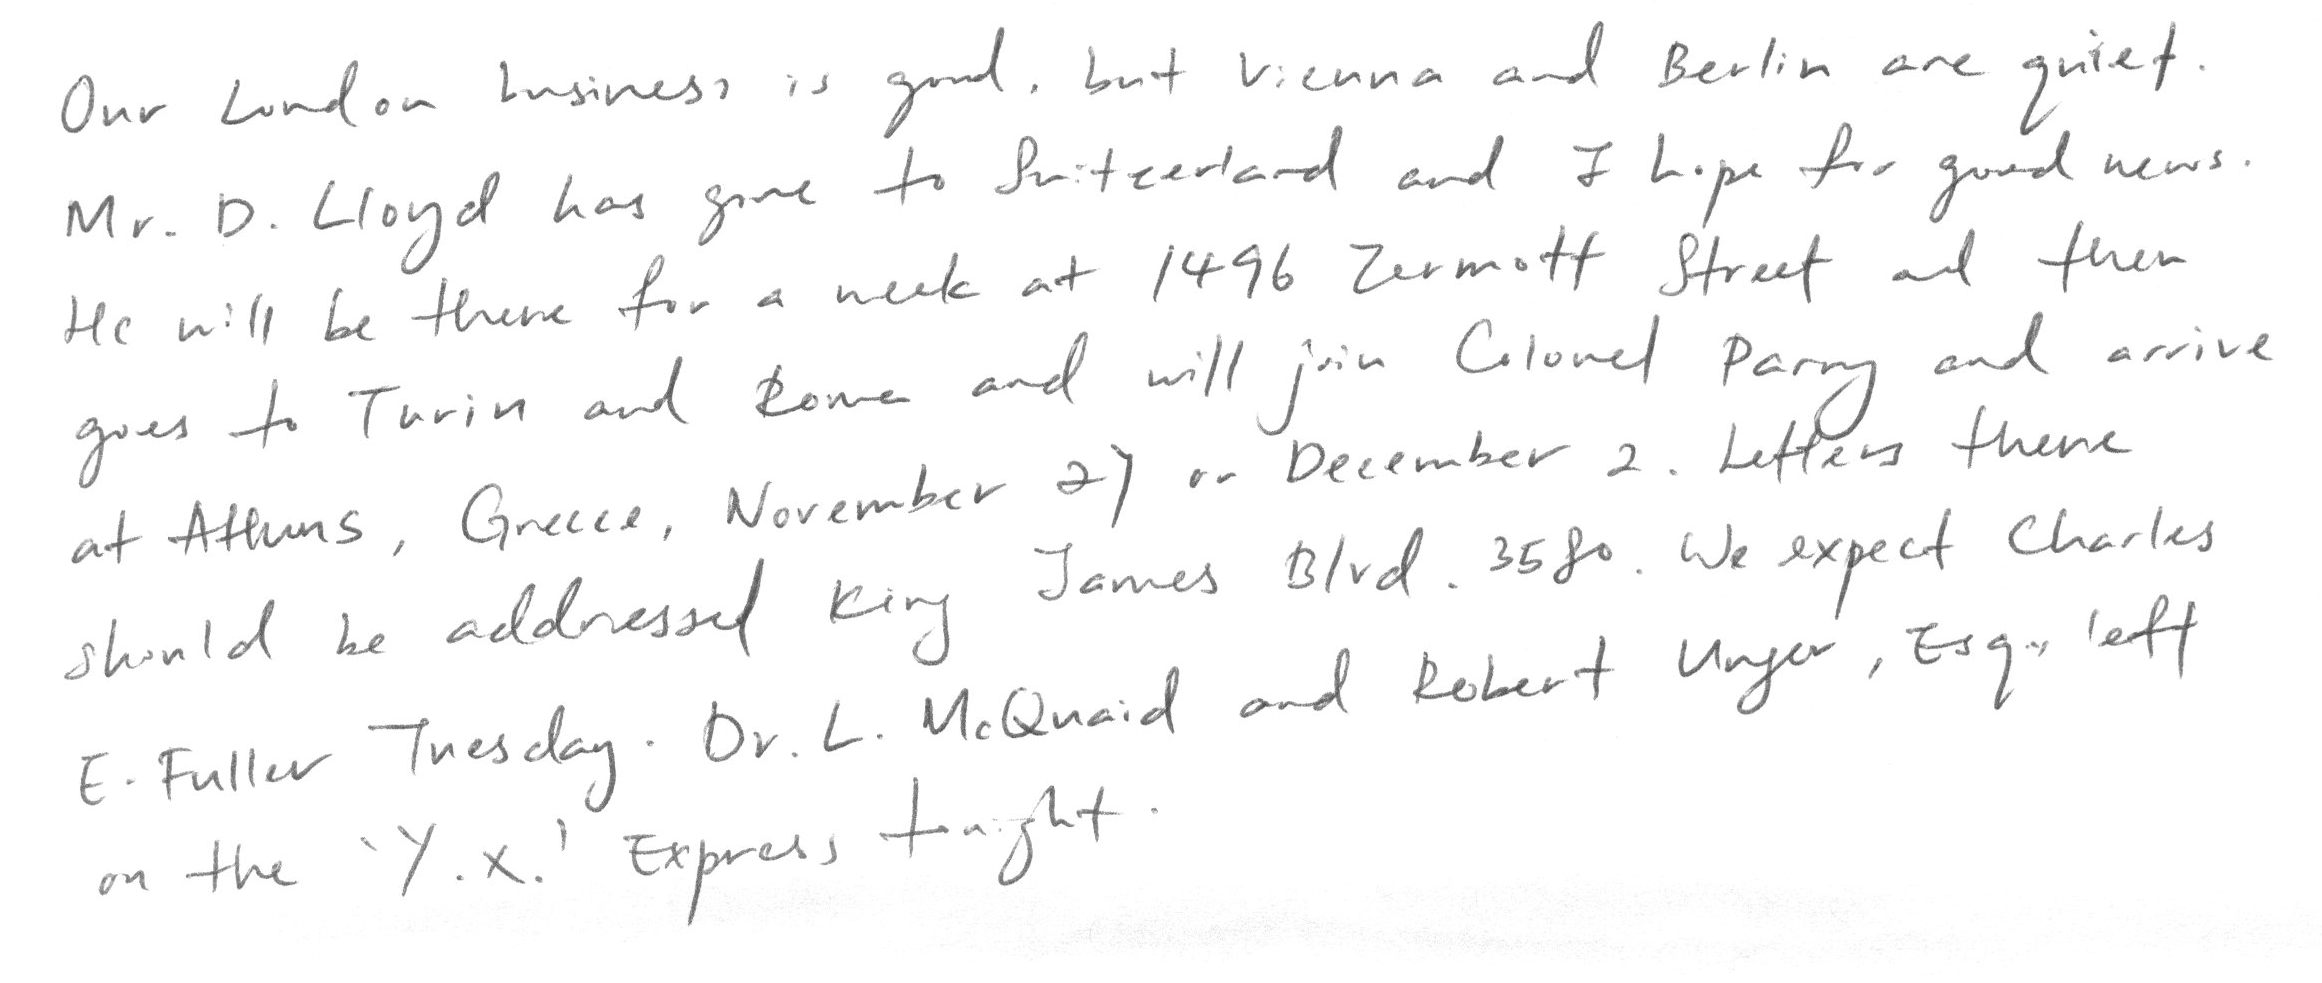 Our London business is good, but Vienna and Berlin are quiet.
Mr. D. Lloyd has gone to Switzerland and I hope for good news.
He will be there for a week at 1496 Zermott Street and then
goes to Turin and Rome and will join Colonel Parry and arrive
at Athens, Greece, November 27 or December 2. Letters there
should be addressed King James Blvd. 3580. We expect Charles
E. Fuller Tuesday. Dr. L. McQuaid and Robert Unger, Esq., left
on the 'Y.X.' Express tonight.